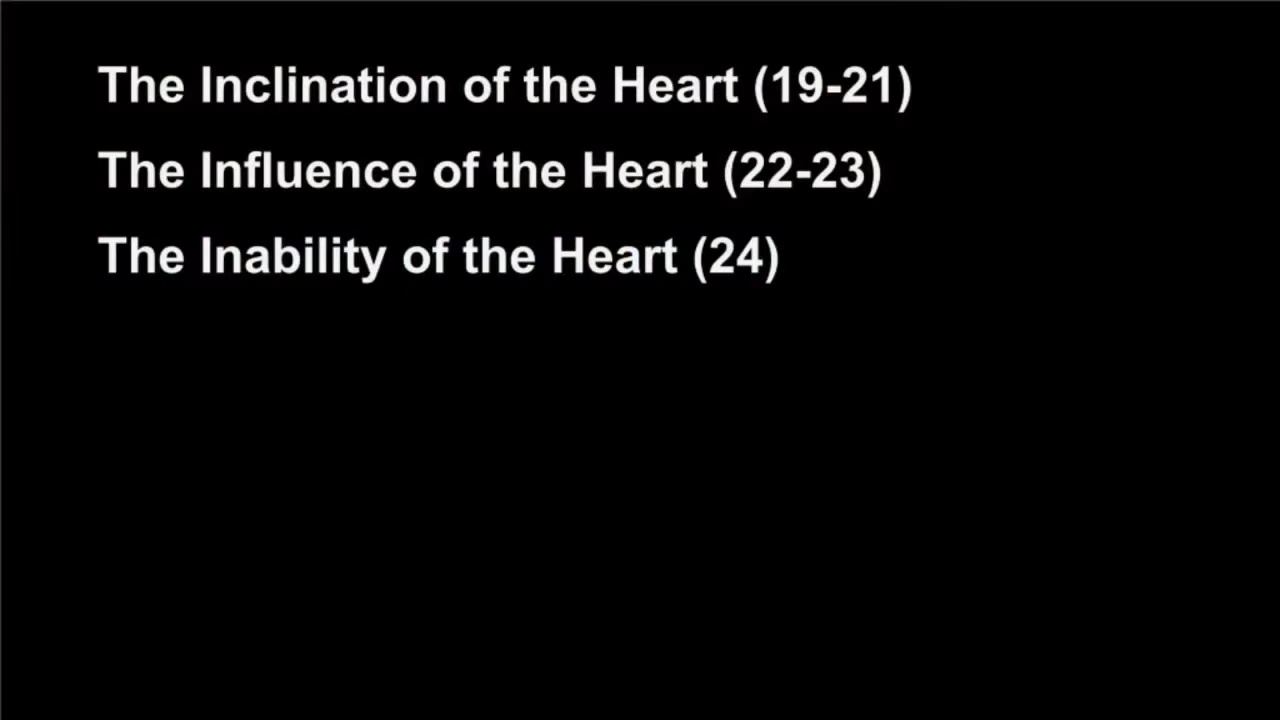 The Inclination of the Heart (19-21)
The Influence of the Heart (22-23)
The Inability of the Heart (24)